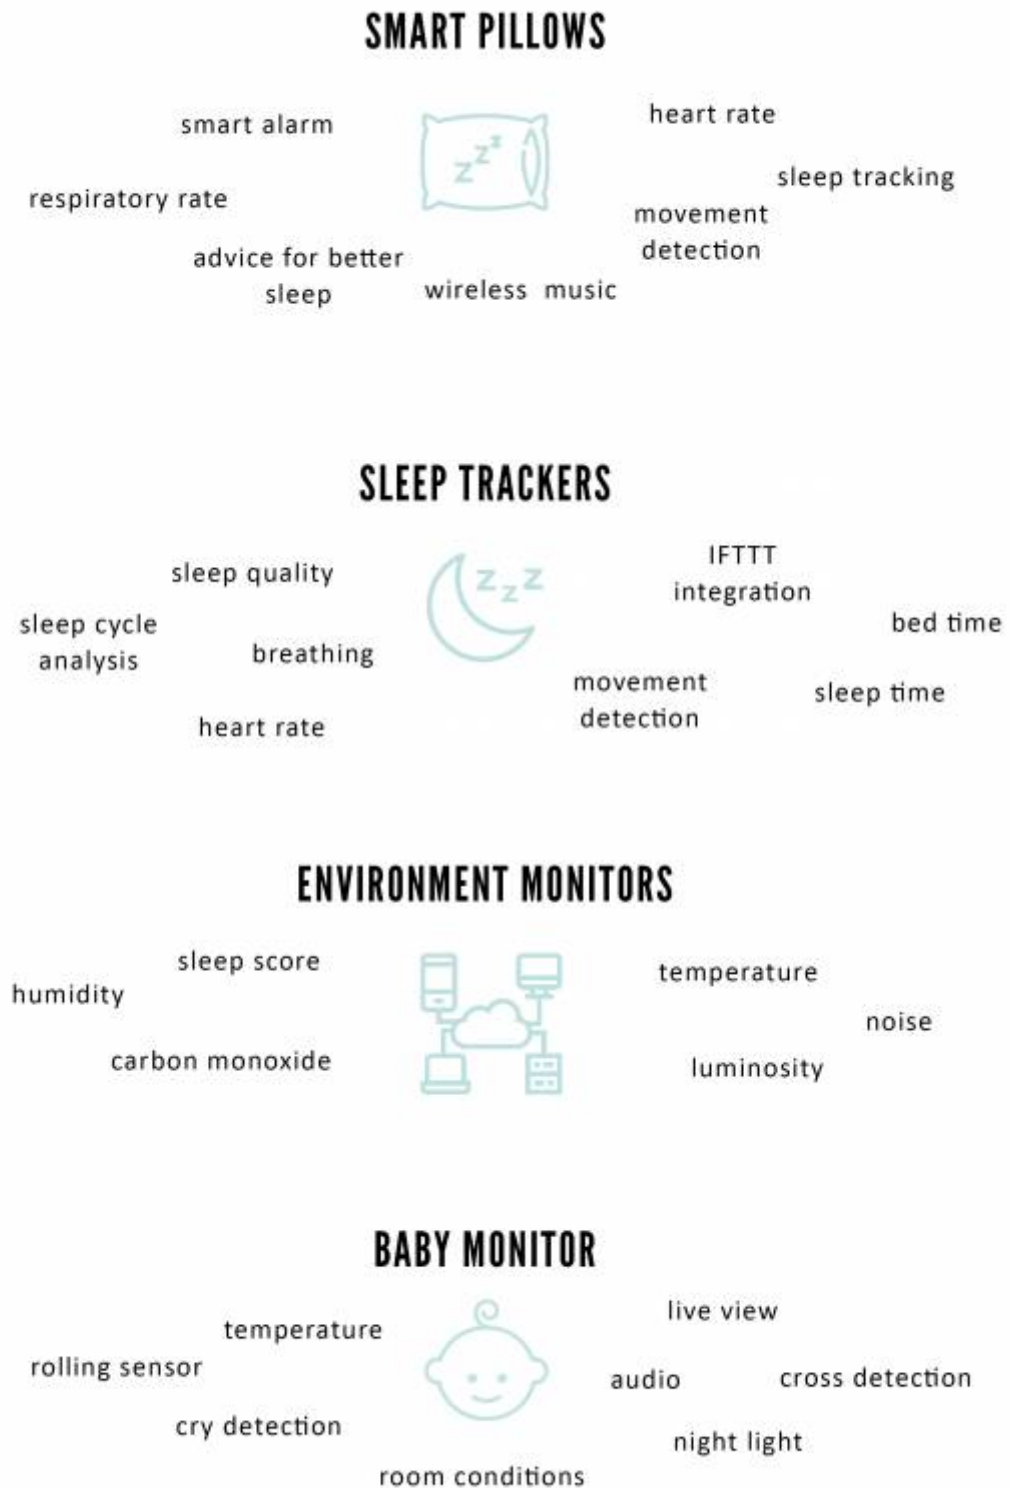 SMART PILLOWS
smart alarm
heart rate
respiratory rate
sleep tracking
movement
detection
advice for better
sleep
wireless music
zzz
SLEEP TRACKERS
sleep quality
IFTTT
integration
sleep cycle
analysis
breathing
bed time
movement
detection
sleep time
heart rate
zzz
ENVIRONMENT MONITORS
sleep score
temperature
humidity
noise
carbon monoxide
luminosity
BABY MONITOR
live view
temperature
rolling sensor
audio
cross detection
cry detection
night light
room conditions